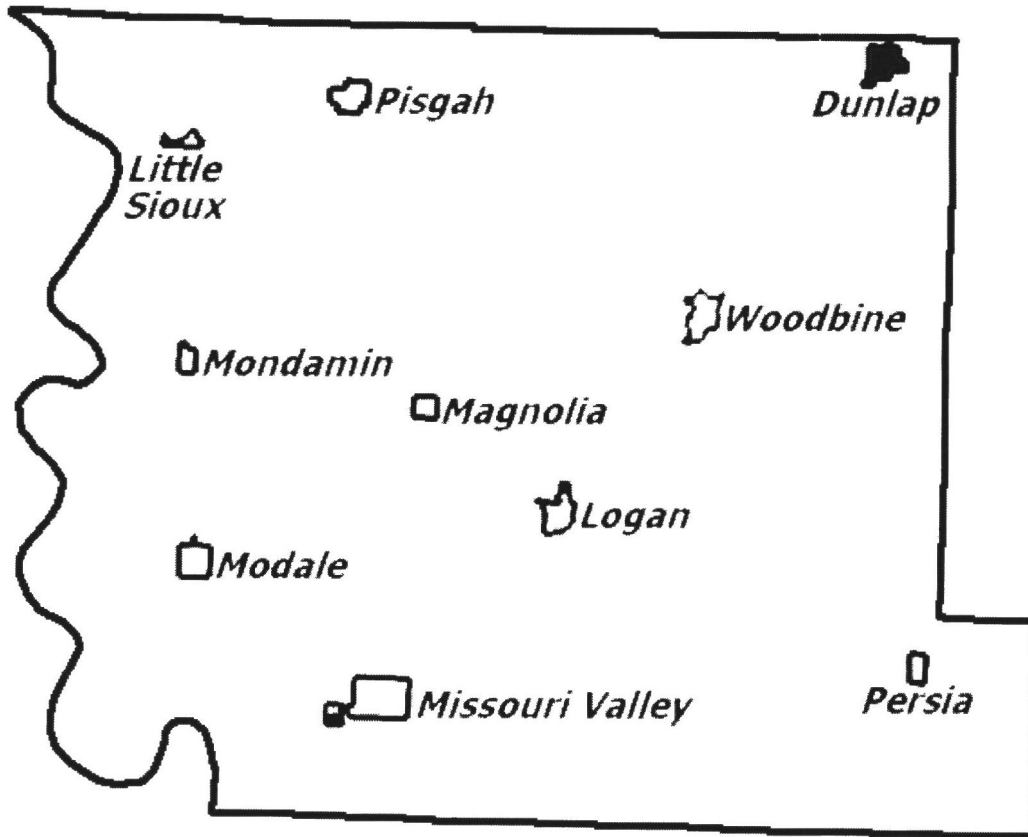 Pisgah
Dunlap
Little
Sioux
Woodbine
Mondamin
Magnolia
Logan
Modale
Persia
Missouri Valley